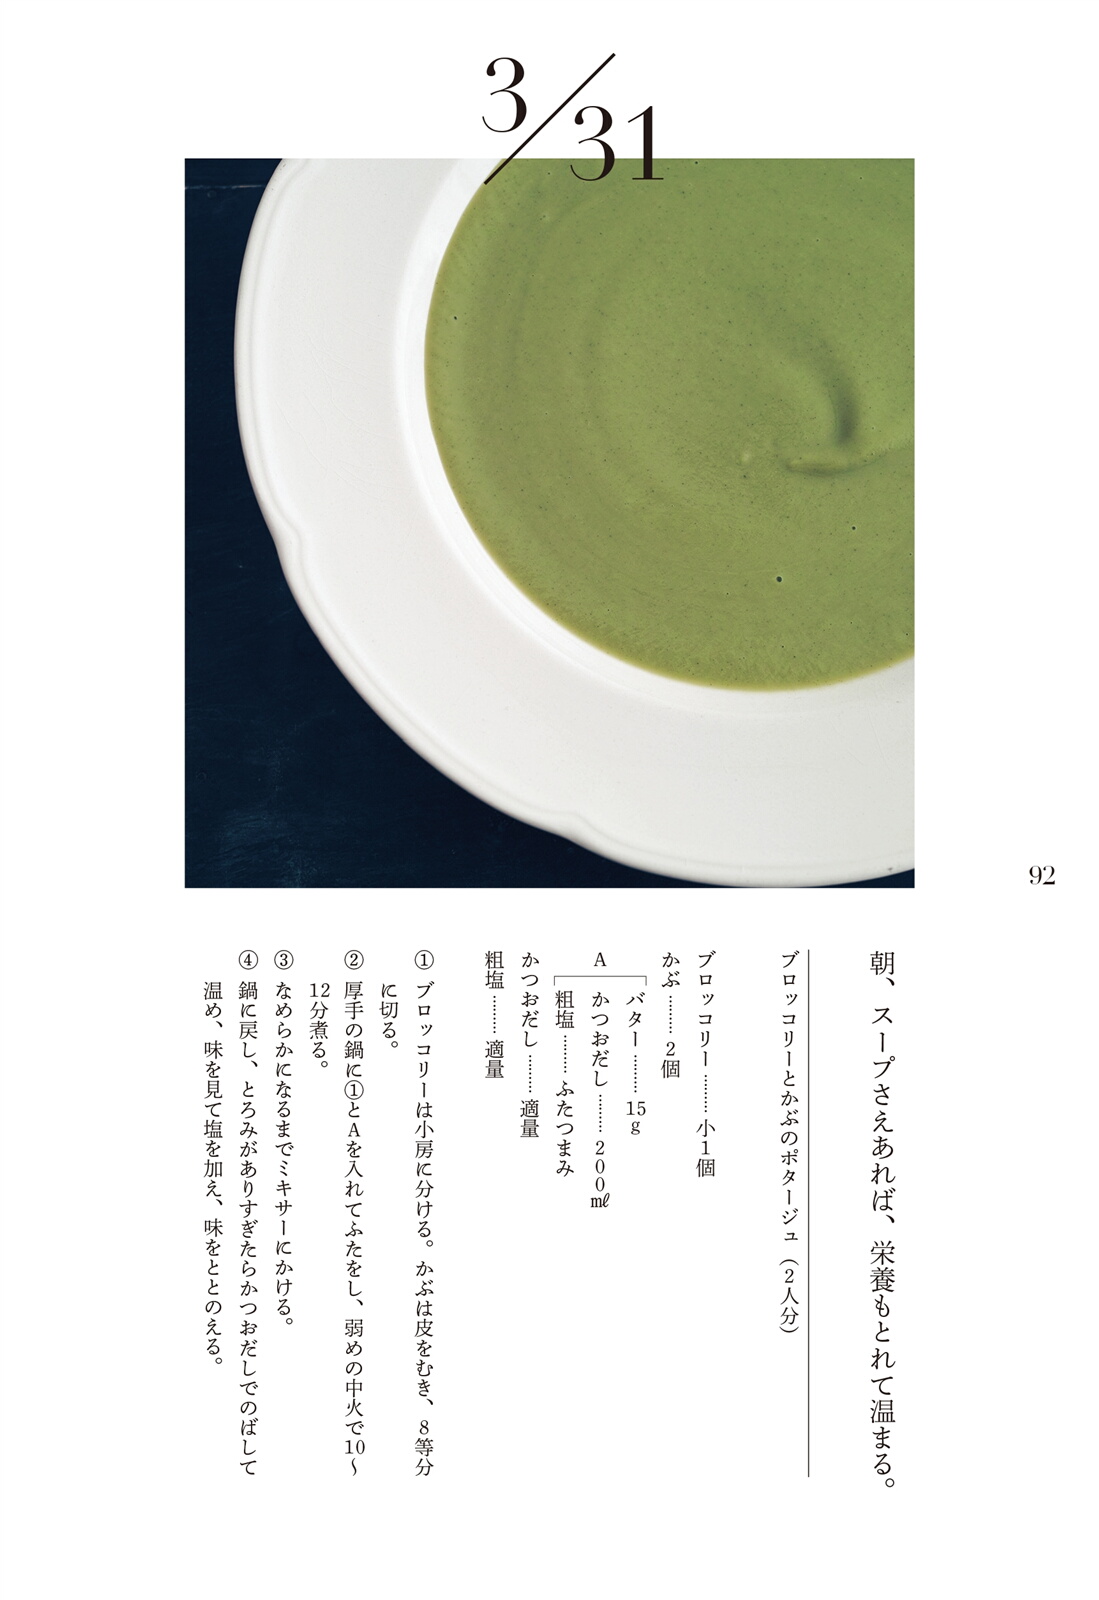 3/31
92
朝、スープさえあれば、栄養もとれて温まる。
ブロッコリーとかぶのポタージュ（2人分）
ブロッコリー………小1個
かぶ………2個
A
バター………15g
かつおだし………200㎖
粗塩………ふたつまみ
かつおだし………適量
粗塩………適量
① ブロッコリーは小房に分ける。かぶは皮をむき、8等分
に切る。
② 厚手の鍋に①とAを入れてふたをし、弱めの中火で10〜
12分煮る。
③ なめらかになるまでミキサーにかける。
④ 鍋に戻し、とろみがありすぎたらかつおだしでのばして
温め、味を見て塩を加え、味をととのえる。